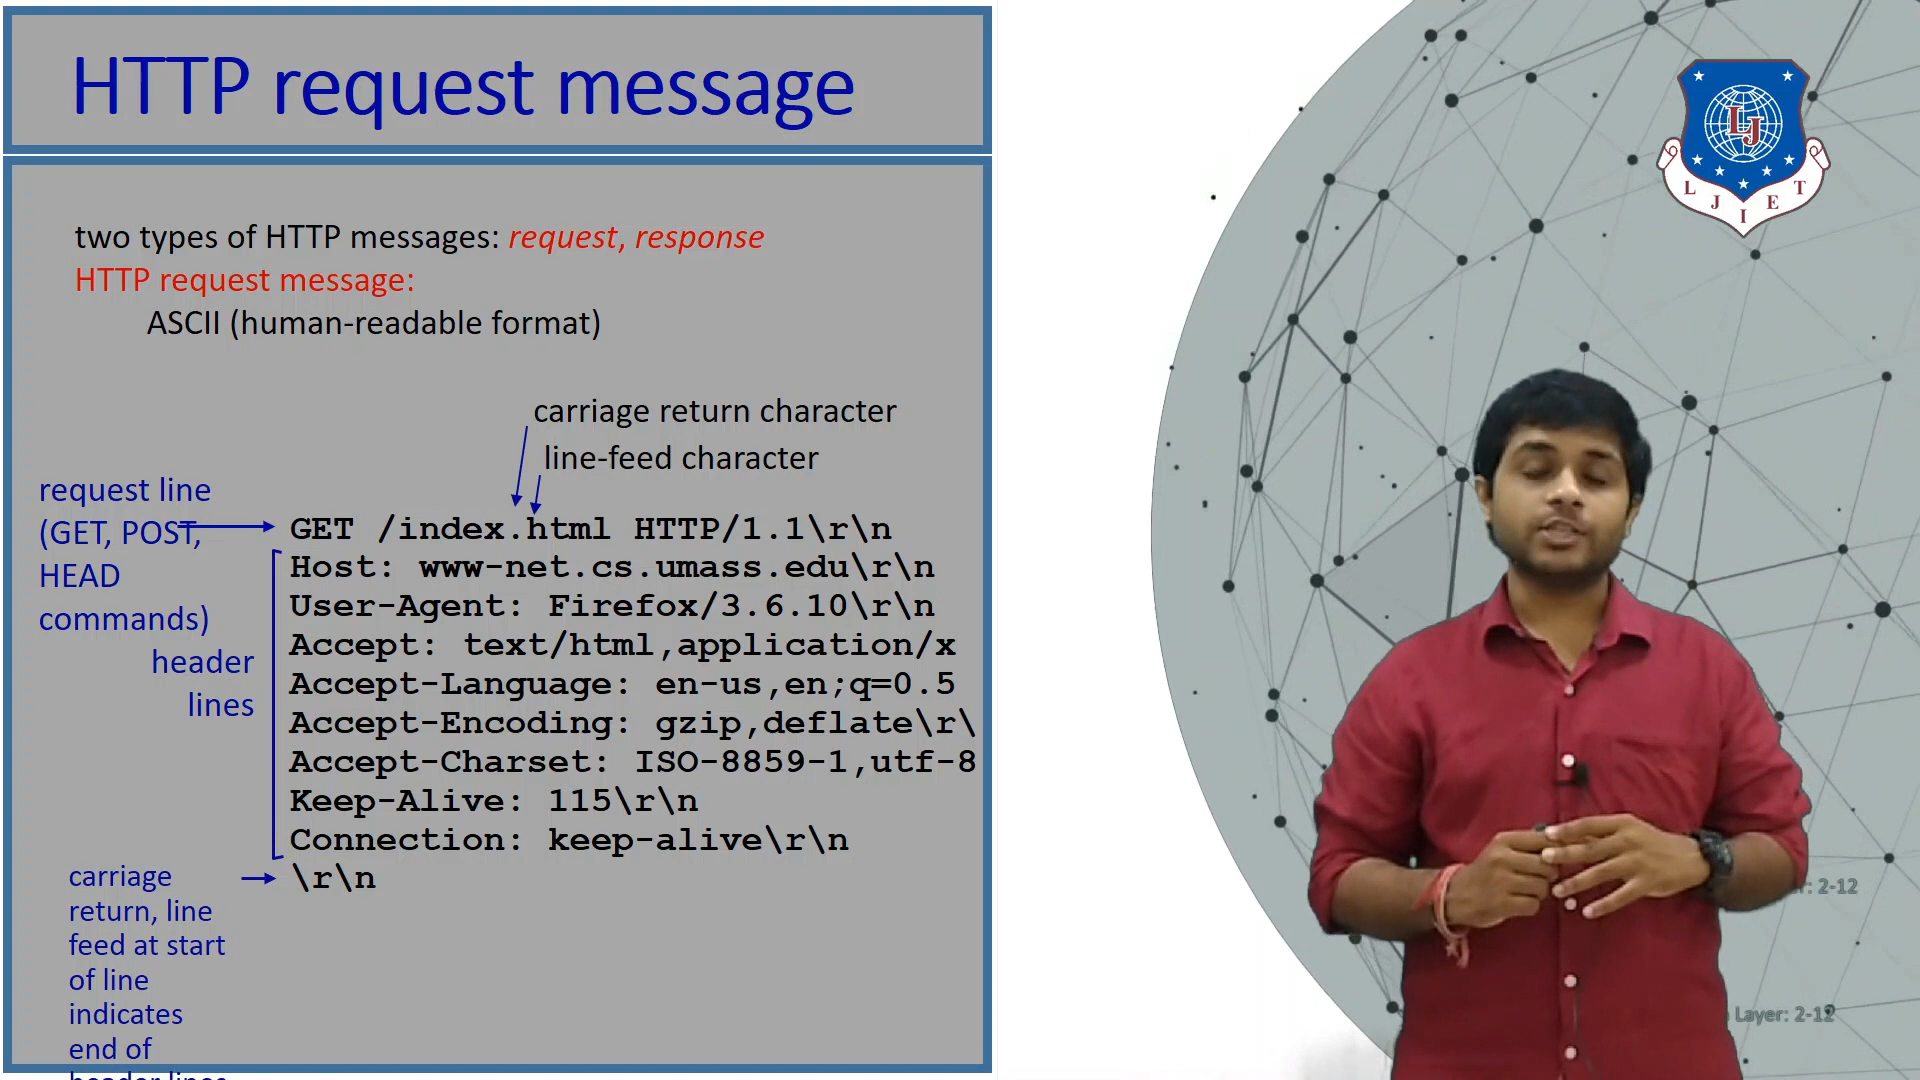 HTTP request message
two types of HTTP messages: request, response
HTTP request message:
ASCII (human-readable format)
carriage return character
line-feed character
request line
(GET, POST,
HEAD
commands)
header
lines
GET /index.html HTTP/1.1\r\n
Host: www-net.cs.umass.edu\r\n
User-Agent: Firefox/3.6.10\r\n
Accept: text/html,application/x
Accept-Language: en-us,en;q=0.5
Accept-Encoding: gzip,deflate\r\
Accept-Charset: ISO-8859-1,utf-8
Keep-Alive: 115\r\n
Connection: keep-alive\r\n
\r\n
carriage
return, line
feed at start
of line
indicates
end of
header lines
LJ
L J I E T
: 2-12
Layer: 2-12